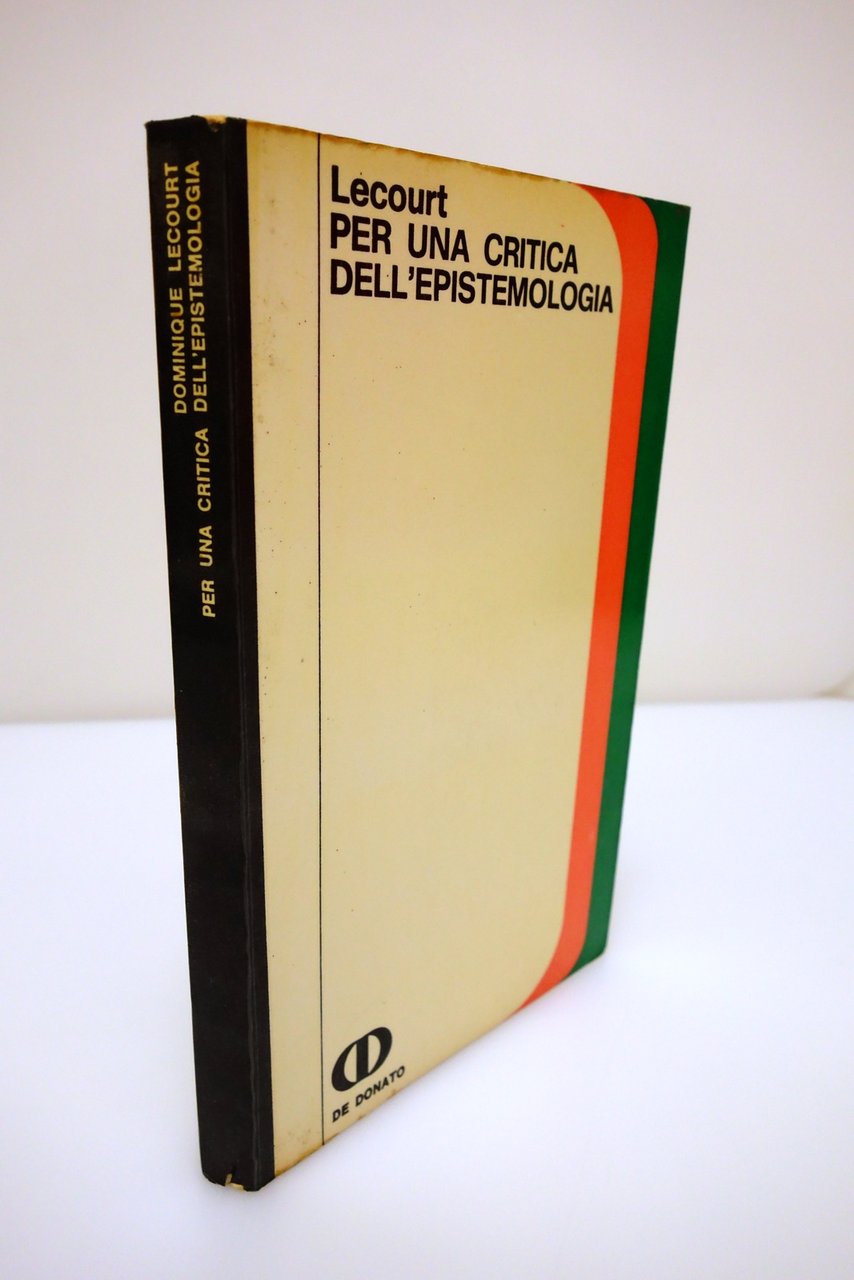 DOMINIQUE LECOURT
PER UNA CRITICA DELL'EPISTEMOLOGIA
Lecourt
PER UNA CRITICA
DELL'EPISTEMOLOGIA
DE DONATO